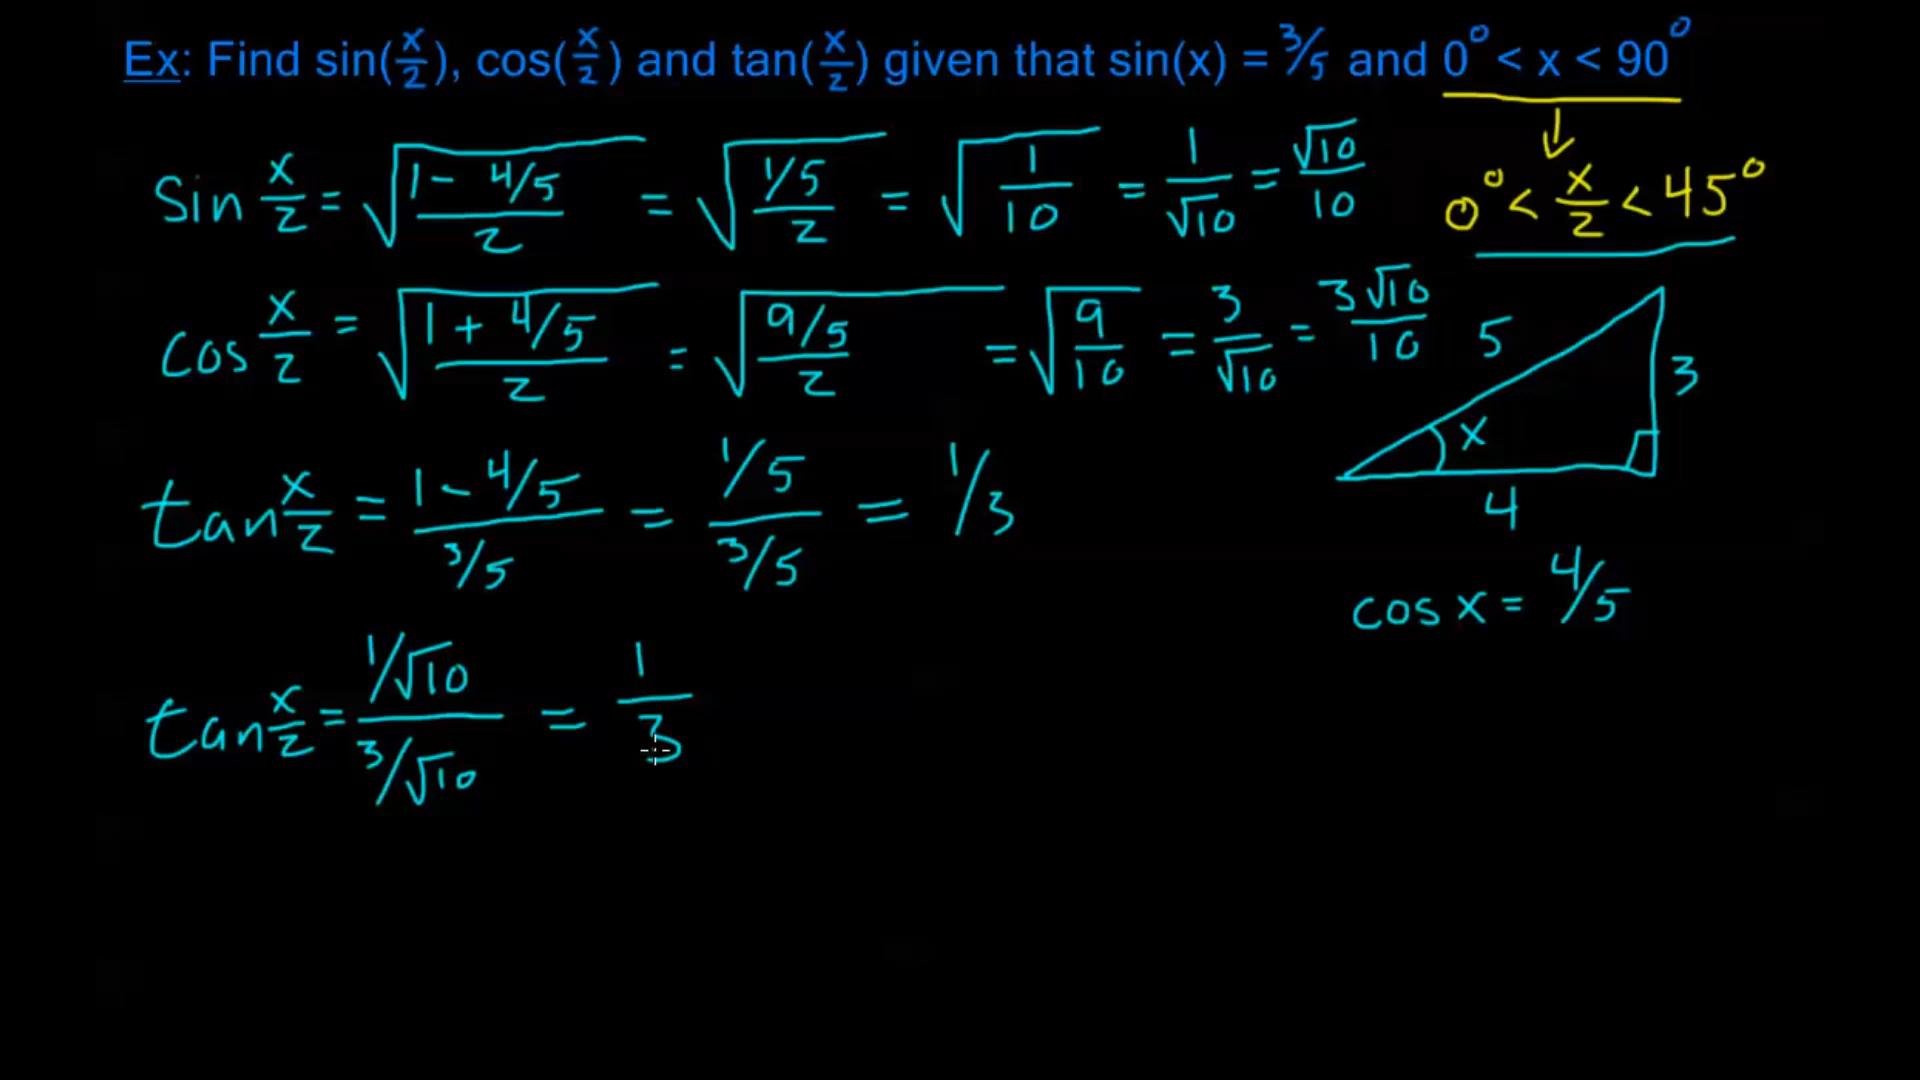 Ex: Find sin(x/2), cos(x/2) and tan(x/2) given that sin(x) = 3/5 and 0° < x < 90°
↓
0° < x/2 < 45°
Sin x/2 = √((1 - 4/5)/2) = √((1/5)/2) = √(1/10) = 1/√10 = √10/10
cos x/2 = √((1 + 4/5)/2) = √((9/5)/2) = √(9/10) = 3/√10 = 3√10/10
5
3
x
4
tan x/2 = (1 - 4/5)/(3/5) = (1/5)/(3/5) = 1/3
cos x = 4/5
tan x/2 = (1/√10)/(3/√10) = 1/3